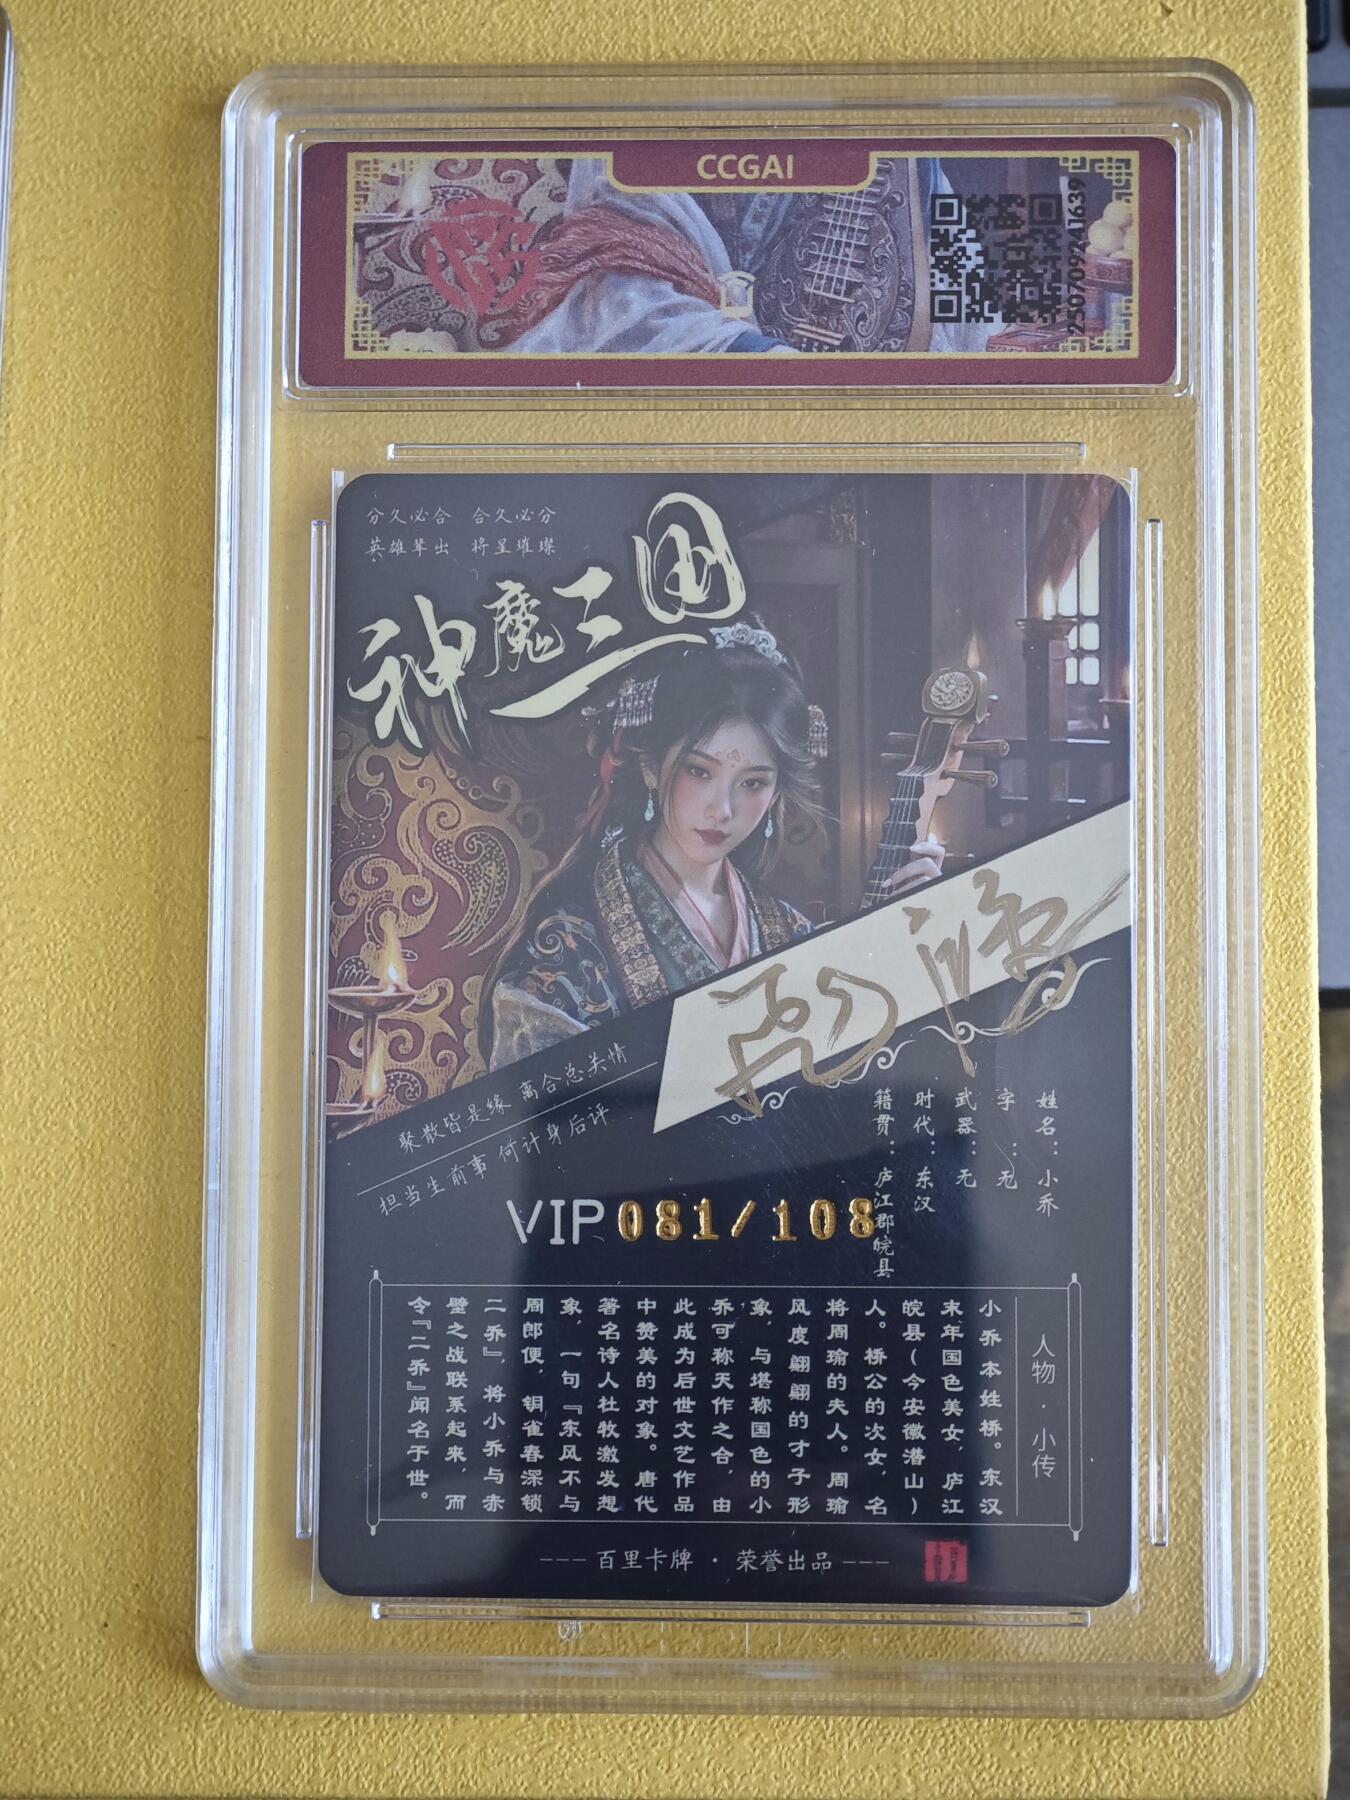 CCGAI
250709241639
分久必合 合久必分
英雄辈出 将星璀璨
神魔三国
聚散皆是缘 离合总关情
担当生前事 何计身后评
姓名：小乔
字：无
武器：无
时代：东汉
籍贯：庐江郡皖县
VIP 081/108
人物·小传
小乔本姓桥。东汉
末年国色美女，庐江
皖县(今安徽潜山)
人。桥公的次女，名
将周瑜的夫人。周瑜
风度翩翩的才子形
象，与堪称国色的小
乔可称天作之合，由
此成为后世文艺作品
中赞美的对象。唐代
著名诗人杜牧激发想
象，一句『东风不与
周郎便，铜雀春深锁
二乔』，将小乔与赤
壁之战联系起来，而
令『二乔』闻名于世。
--- 百里卡牌 · 荣誉出品 ---